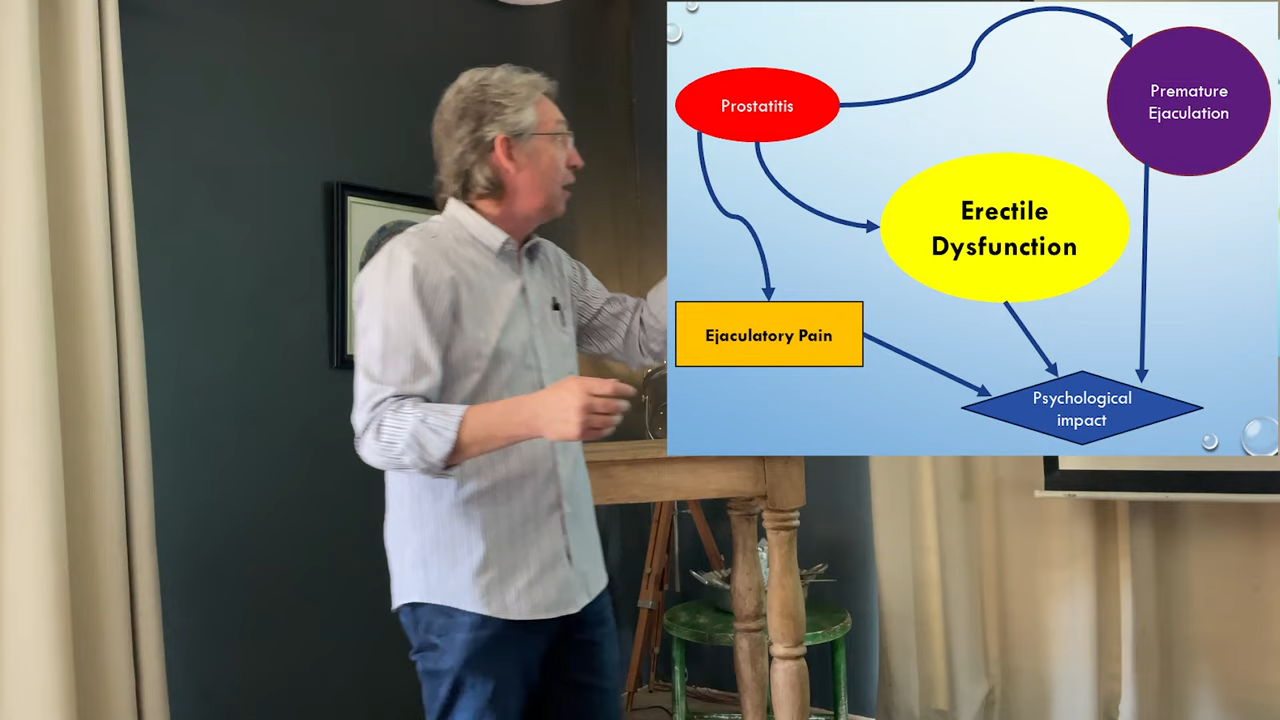 Prostatitis
Premature
Ejaculation
Erectile
Dysfunction
Ejaculatory Pain
Psychological
impact